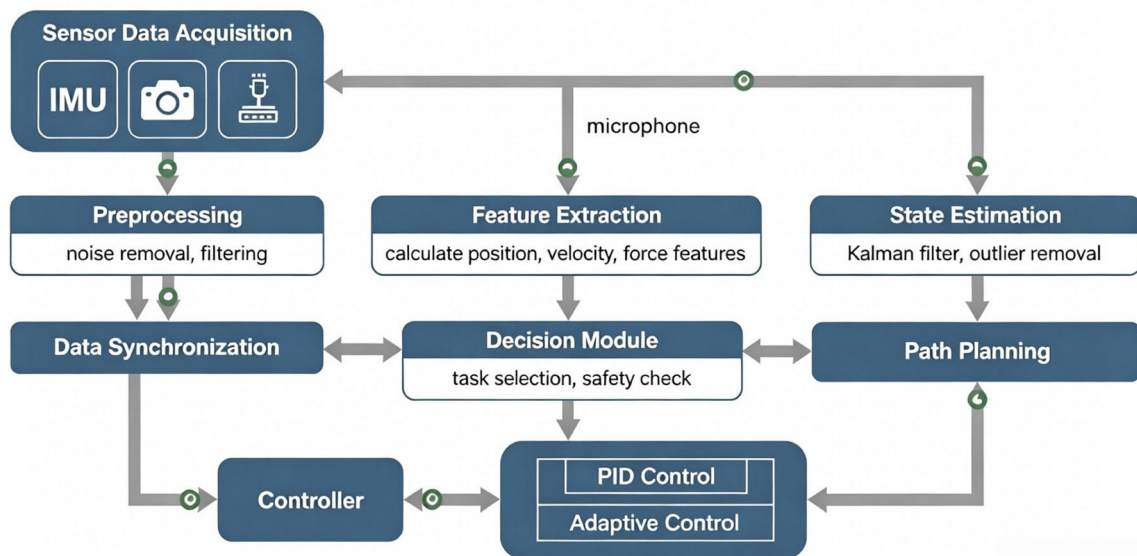 Sensor Data Acquisition
IMU
microphone
Preprocessing
noise removal, filtering
Feature Extraction
calculate position, velocity, force features
State Estimation
Kalman filter, outlier removal
Data Synchronization
Decision Module
task selection, safety check
Path Planning
Controller
PID Control
Adaptive Control